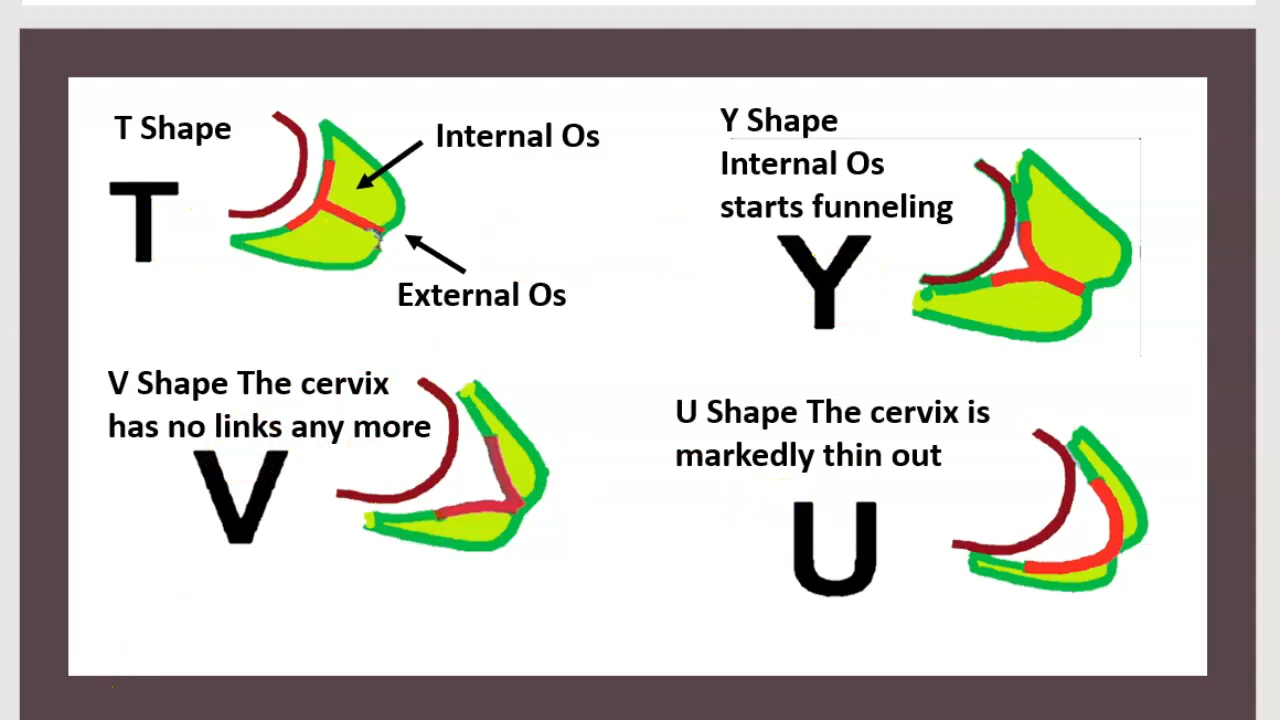 T Shape
Internal Os
T
External Os
Y Shape
Internal Os
starts funneling
Y
V Shape The cervix
has no links any more
V
U Shape The cervix is
markedly thin out
U